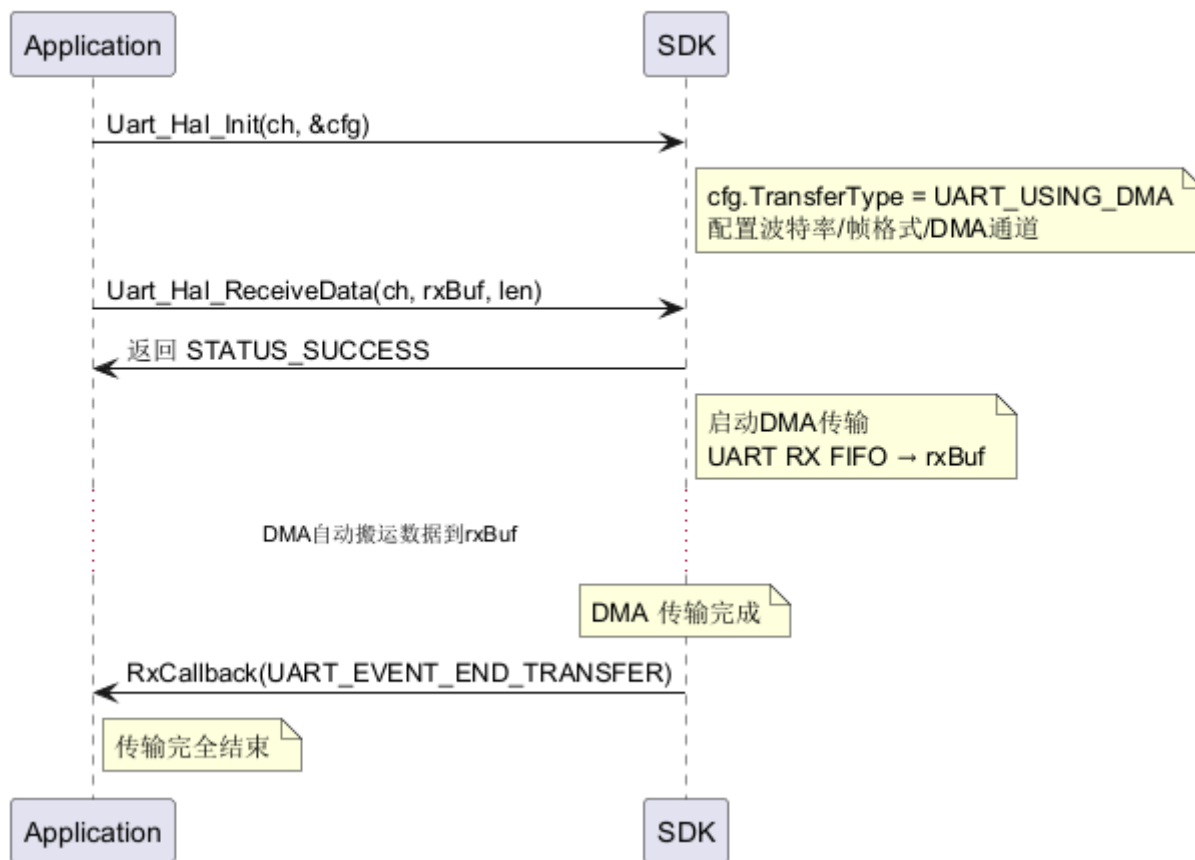 Application
SDK
Uart_Hal_Init(ch, &cfg)
cfg.TransferType = UART_USING_DMA
配置波特率/帧格式/DMA通道
Uart_Hal_ReceiveData(ch, rxBuf, len)
返回 STATUS_SUCCESS
启动DMA传输
UART RX FIFO → rxBuf
DMA自动搬运数据到rxBuf
DMA 传输完成
RxCallback(UART_EVENT_END_TRANSFER)
传输完全结束
Application
SDK